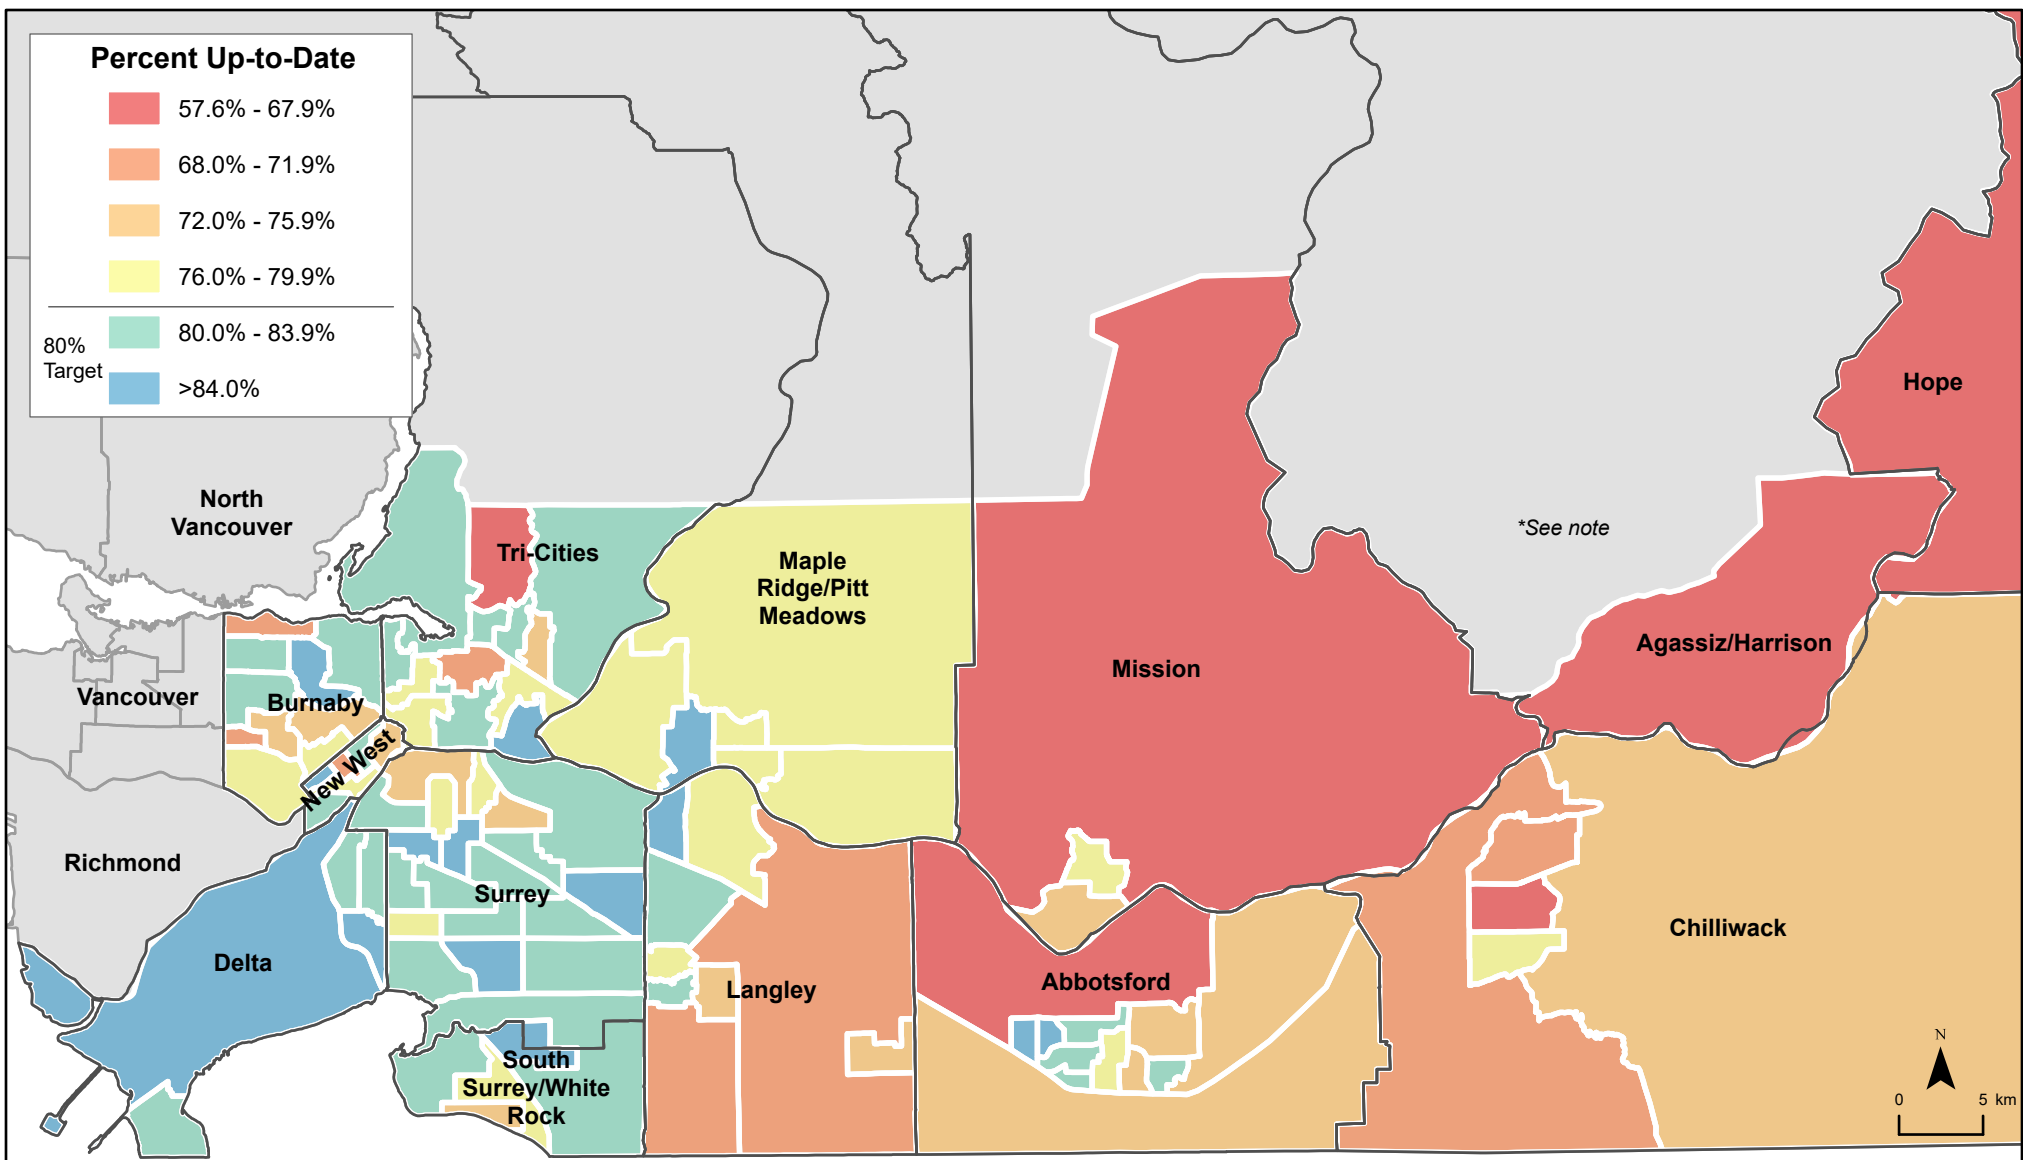 Percent Up-to-Date
57.6% - 67.9%
68.0% - 71.9%
72.0% - 75.9%
76.0% - 79.9%
80.0% - 83.9%
80%
Target
>84.0%
Hope
North
Vancouver
*See note
Tri-Cities
Maple
Ridge/Pitt
Meadows
Agassiz/Harrison
Mission
Vancouver
Burnaby
New West
Richmond
Surrey
Chilliwack
Delta
Abbotsford
Langley
South
Surrey/White
Rock
N
0 5 km